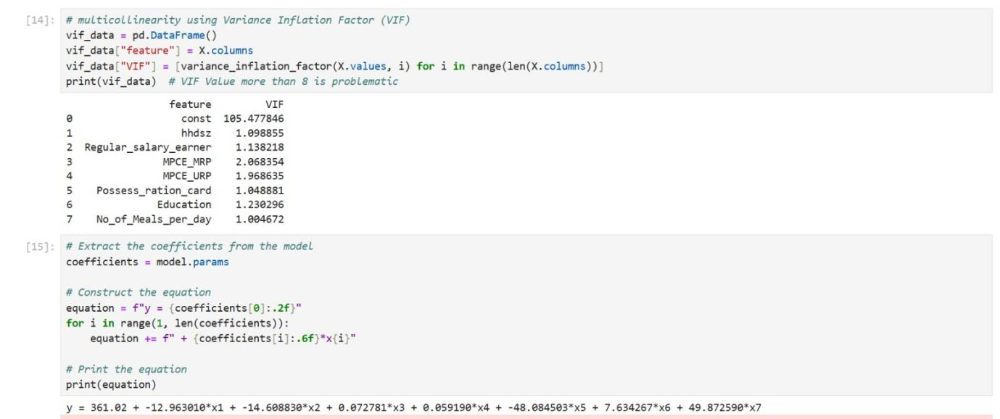 [14]: # multicollinearity using Variance Inflation Factor (VIF)
vif_data = pd.DataFrame()
vif_data["feature"] = X.columns
vif_data["VIF"] = [variance_inflation_factor(X.values, i) for i in range(len(X.columns))]
print(vif_data)  # VIF Value more than 8 is problematic
feature VIF
0 const 105.477846
1 hhdsz 1.098855
2 Regular_salary_earner 1.138218
3 MPCE_MRP 2.068354
4 MPCE_URP 1.968635
5 Possess_ration_card 1.048881
6 Education 1.230296
7 No_of_Meals_per_day 1.004672
[15]: # Extract the coefficients from the model
coefficients = model.params
# Construct the equation
equation = f"y = {coefficients[0]:.2f}"
for i in range(1, len(coefficients)):
    equation += f" + {coefficients[i]:.6f}*x{i}"
# Print the equation
print(equation)
y = 361.02 + -12.963010*x1 + -14.608830*x2 + 0.072781*x3 + 0.059190*x4 + -48.084503*x5 + 7.634267*x6 + 49.872590*x7